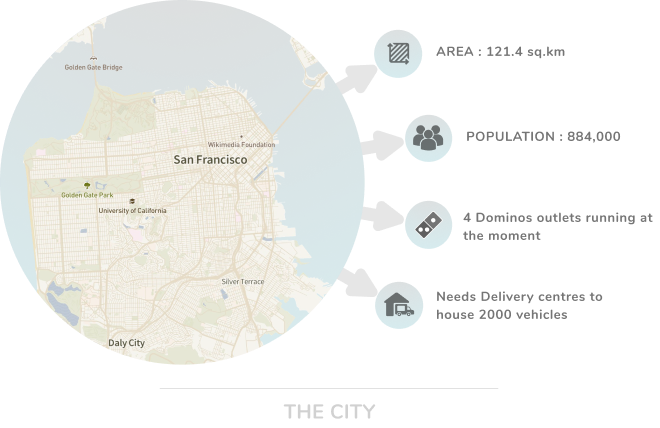 Golden Gate Bridge
Wikimedia Foundation
San Francisco
Golden Gate Park
University of California
Silver Terrace
Daly City
AREA : 121.4 sq.km
POPULATION : 884,000
4 Dominos outlets running at
the moment
Needs Delivery centres to
house 2000 vehicles
THE CITY